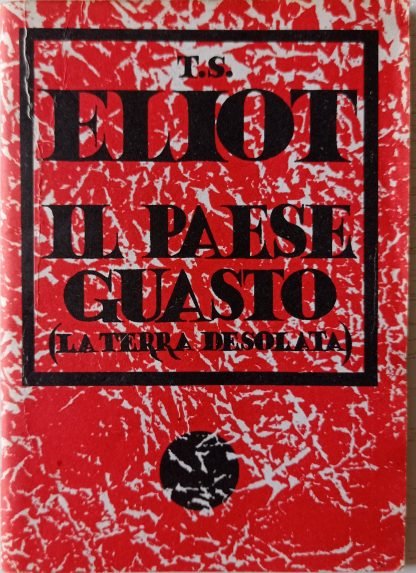 T.S.
ELIOT
IL PAESE
GUASTO
(LA TERRA DESOLATA)